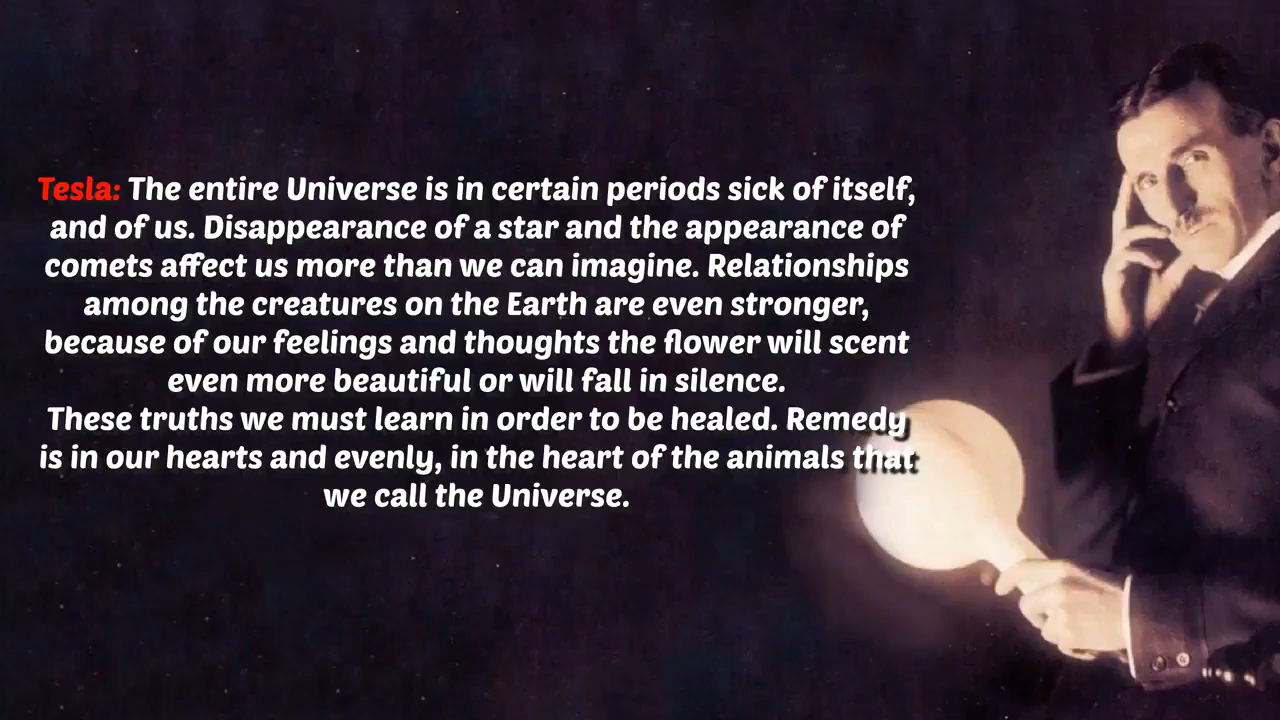 Tesla: The entire Universe is in certain periods sick of itself,
and of us. Disappearance of a star and the appearance of
comets affect us more than we can imagine. Relationships
among the creatures on the Earth are even stronger,
because of our feelings and thoughts the flower will scent
even more beautiful or will fall in silence.
These truths we must learn in order to be healed. Remedy
is in our hearts and evenly, in the heart of the animals that
we call the Universe.